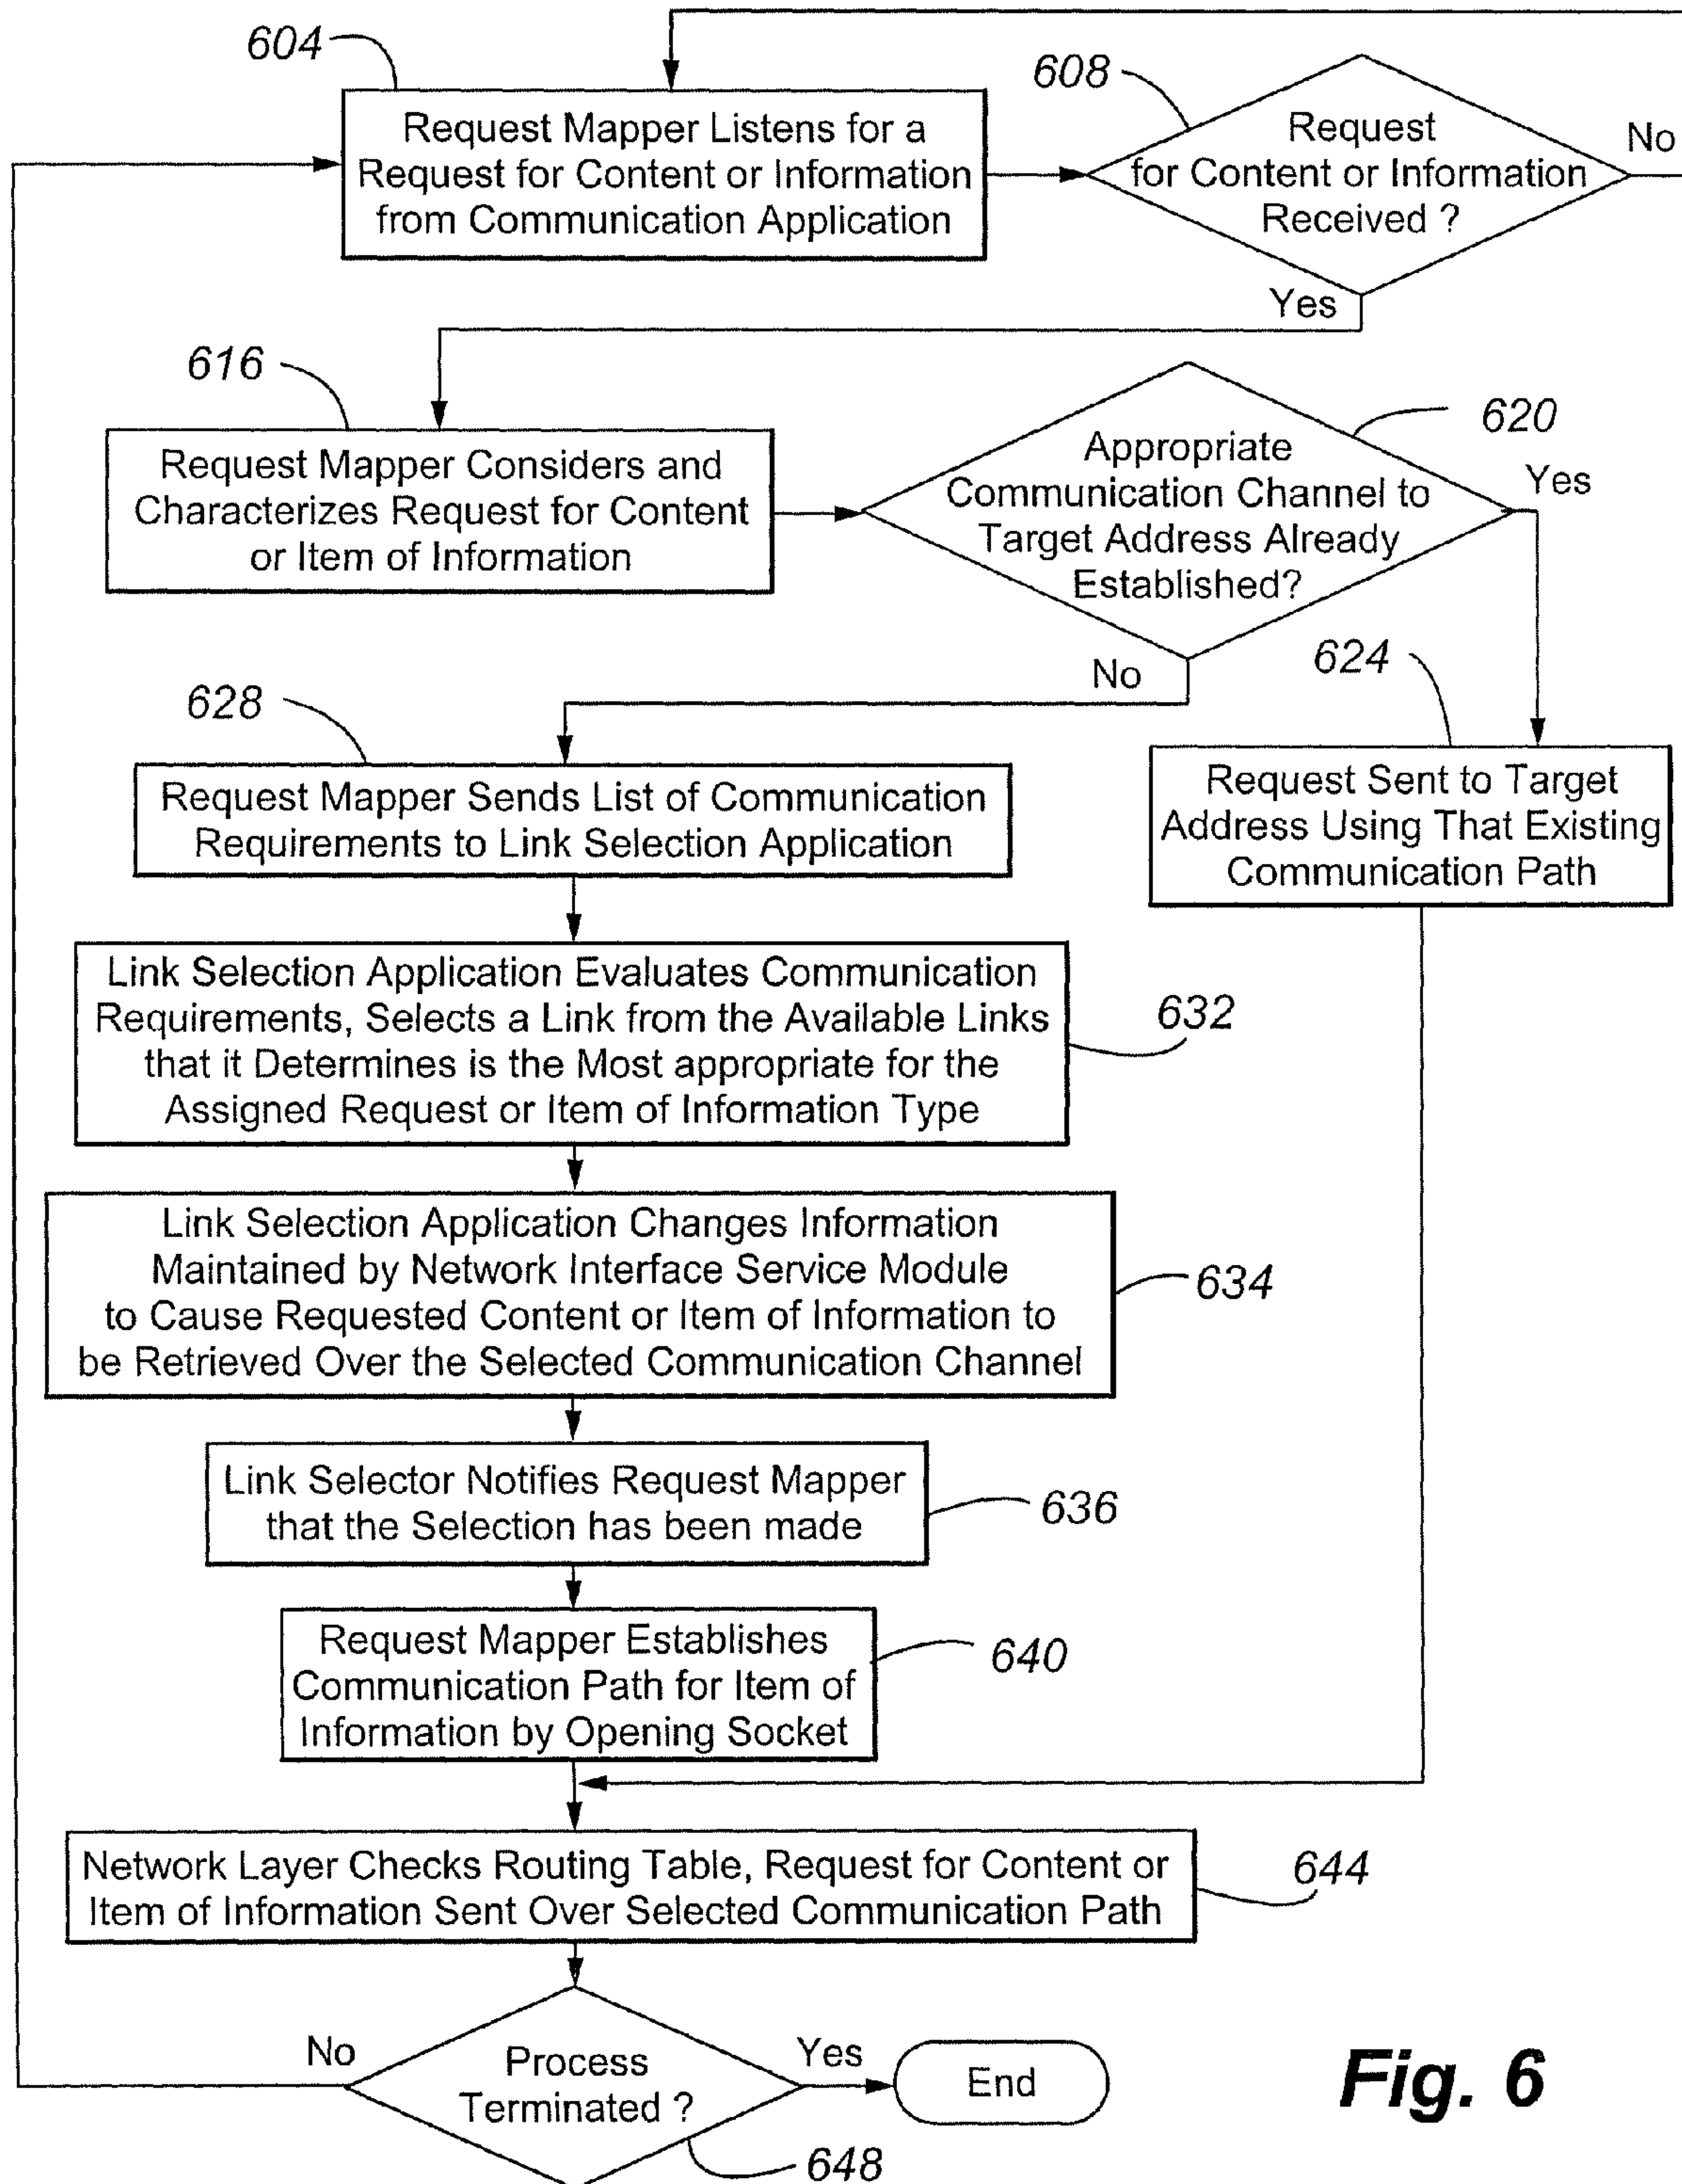 604
Request Mapper Listens for a
Request for Content or Information
from Communication Application
608
Request
for Content or Information
Received ?
No
Yes
616
Request Mapper Considers and
Characterizes Request for Content
or Item of Information
620
Appropriate
Communication Channel to
Target Address Already
Established?
Yes
No
624
Request Sent to Target
Address Using That Existing
Communication Path
628
Request Mapper Sends List of Communication
Requirements to Link Selection Application
Link Selection Application Evaluates Communication
Requirements, Selects a Link from the Available Links
that it Determines is the Most appropriate for the
Assigned Request or Item of Information Type
632
Link Selection Application Changes Information
Maintained by Network Interface Service Module
to Cause Requested Content or Item of Information to
be Retrieved Over the Selected Communication Channel
634
Link Selector Notifies Request Mapper
that the Selection has been made
636
Request Mapper Establishes
Communication Path for Item of
Information by Opening Socket
640
Network Layer Checks Routing Table, Request for Content or
Item of Information Sent Over Selected Communication Path
644
No
Process
Terminated ?
Yes
End
648
Fig. 6